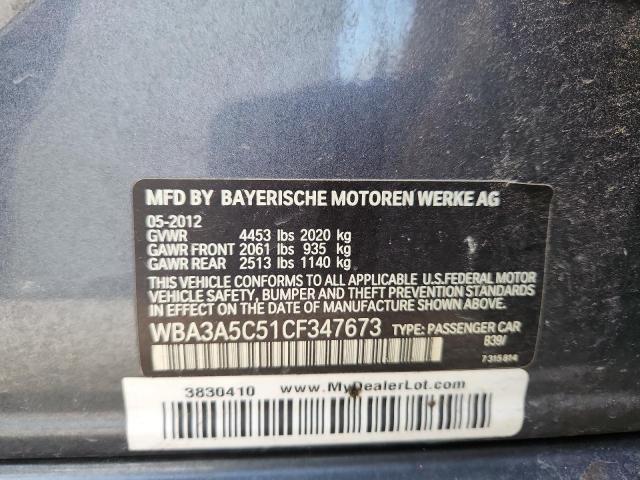 MFD BY BAYERISCHE MOTOREN WERKE AG
05-2012
GVWR 4453 lbs 2020 kg
GAWR FRONT 2061 lbs 935 kg
GAWR REAR 2513 lbs 1140 kg
THIS VEHICLE CONFORMS TO ALL APPLICABLE U.S.FEDERAL MOTOR
VEHICLE SAFETY, BUMPER AND THEFT PREVENTION STANDARDS
IN EFFECT ON THE DATE OF MANUFACTURE SHOWN ABOVE.
WBA3A5C51CF347673 TYPE: PASSENGER CAR
B39/
7315814
3830410 www.MyDealerLot.com